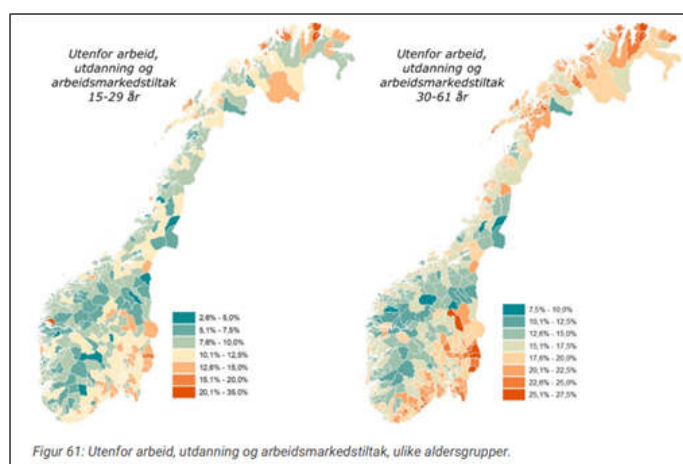 Utenfor arbeid,
utdanning og
arbeidsmarkedstiltak
15-29 år
Utenfor arbeid,
utdanning og
arbeidsmarkedstiltak
30-61 år
2,6% - 5,0%
5,1% - 7,5%
7,6% - 10,0%
10,1% - 12,5%
12,6% - 15,0%
15,1% - 20,0%
20,1% - 35,0%
7,5% - 10,0%
10,1% - 12,5%
12,6% - 15,0%
15,1% - 17,5%
17,6% - 20,0%
20,1% - 22,5%
22,6% - 25,0%
25,1% - 27,5%
Figur 61: Utenfor arbeid, utdanning og arbeidsmarkedstiltak, ulike aldersgrupper.